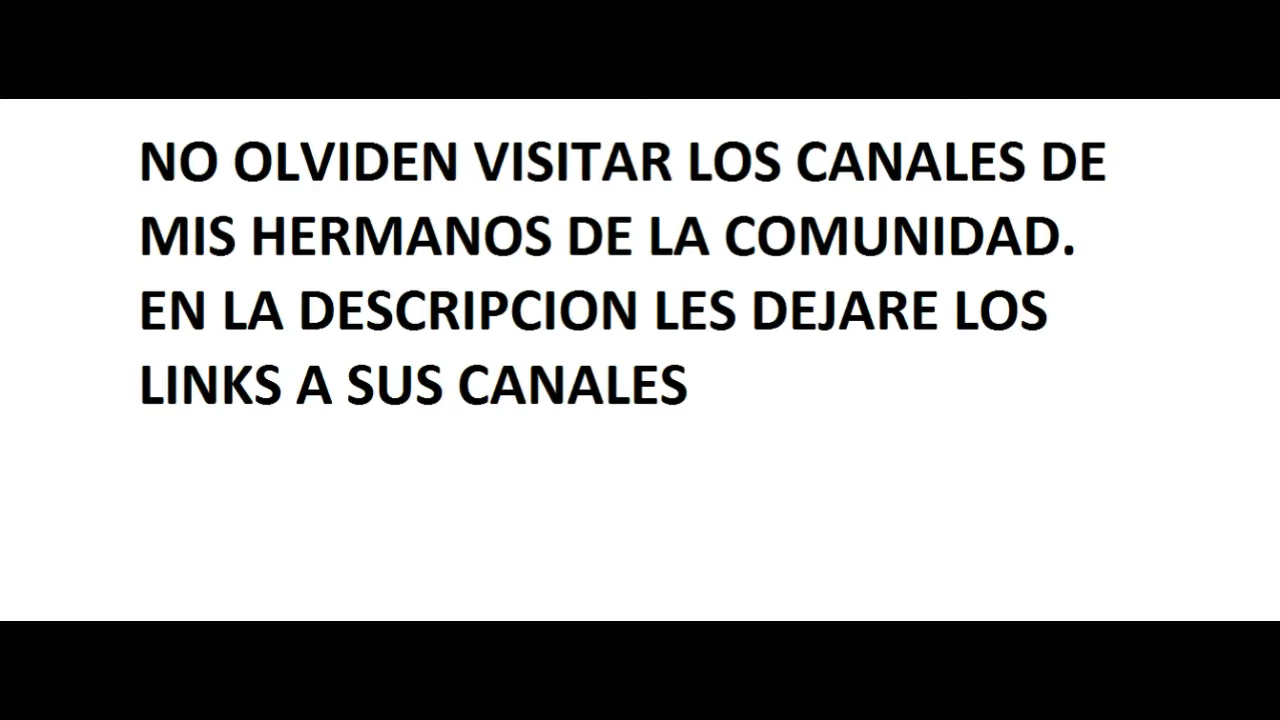 NO OLVIDEN VISITAR LOS CANALES DE
MIS HERMANOS DE LA COMUNIDAD.
EN LA DESCRIPCION LES DEJARE LOS
LINKS A SUS CANALES